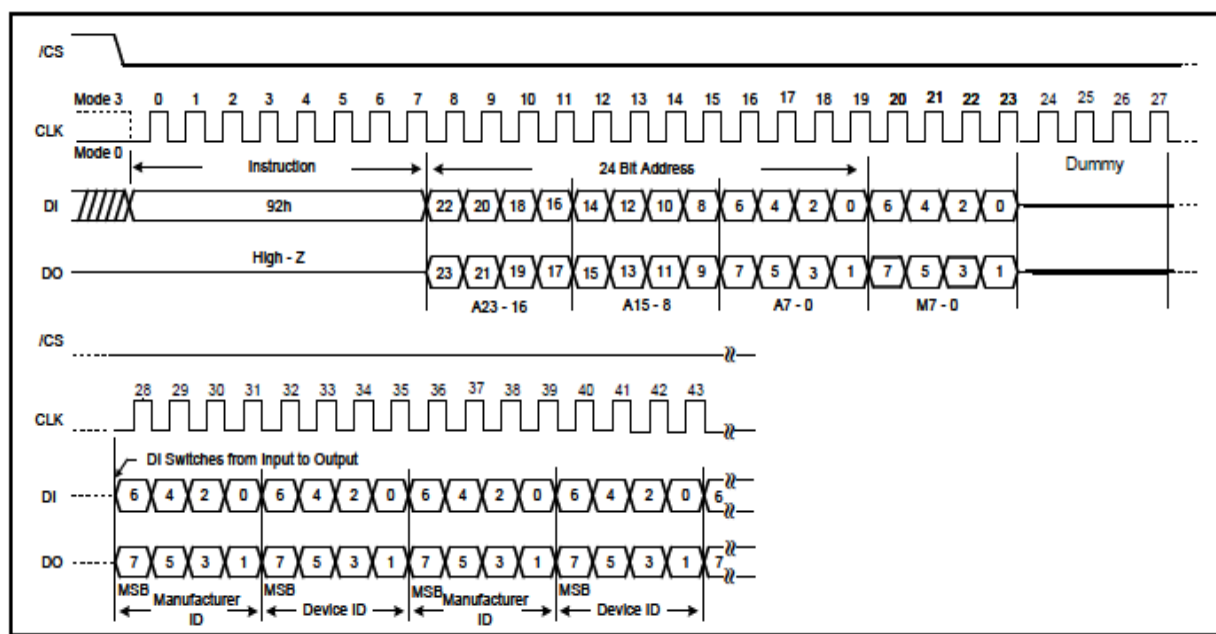 /CS
Mode 3 0 1 2 3 4 5 6 7 8 9 10 11 12 13 14 15 16 17 18 19 20 21 22 23 24 25 26 27
CLK
Mode 0
Instruction 24 Bit Address Dummy
DI 92h 22 20 18 16 14 12 10 8 6 4 2 0 6 4 2 0
High - Z
DO 23 21 19 17 15 13 11 9 7 5 3 1 7 5 3 1
A23 - 16 A15 - 8 A7 - 0 M7 - 0
/CS
28 29 30 31 32 33 34 35 36 37 38 39 40 41 42 43
CLK
DI Switches from Input to Output
DI 6 4 2 0 6 4 2 0 6 4 2 0 6 4 2 0 6
DO 7 5 3 1 7 5 3 1 7 5 3 1 7 5 3 1 7
MSB MSB MSB MSB
Manufacturer ID Device ID Manufacturer ID Device ID